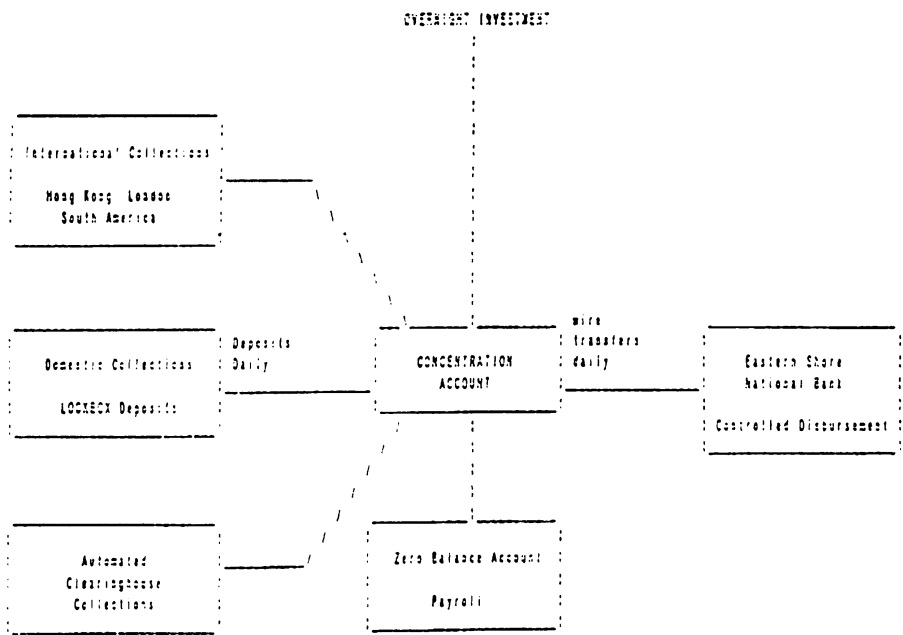 OVERNIGHT INVESTMENT
International Collections
Hong Kong London
South America
Domestic Collections
LOCKBOX Deposits
Deposits
Daily
CONCENTRATION
ACCOUNT
wire
transfers
daily
Eastern Shore
National Bank
Controlled Disbursement
Automated
Clearinghouse
Collections
Zero Balance Account
Payroll